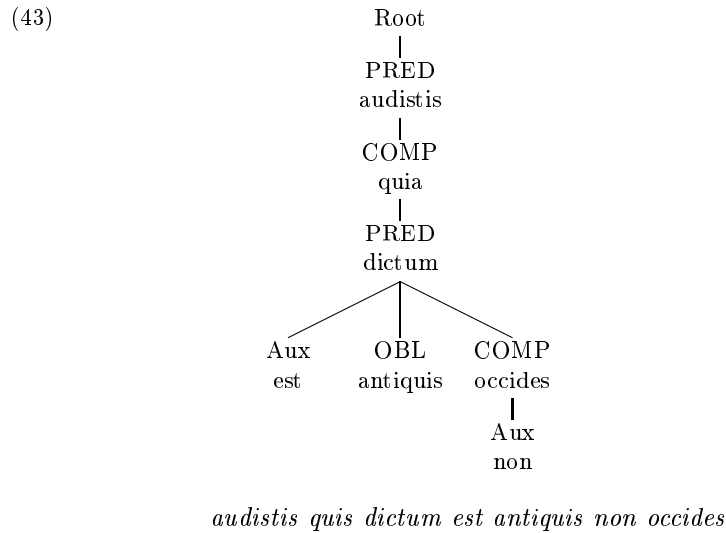 (43) Root
PRED
audistis
COMP
quia
PRED
dictum
Aux OBL COMP
est antiquis occides
Aux
non
audistis quis dictum est antiquis non occides